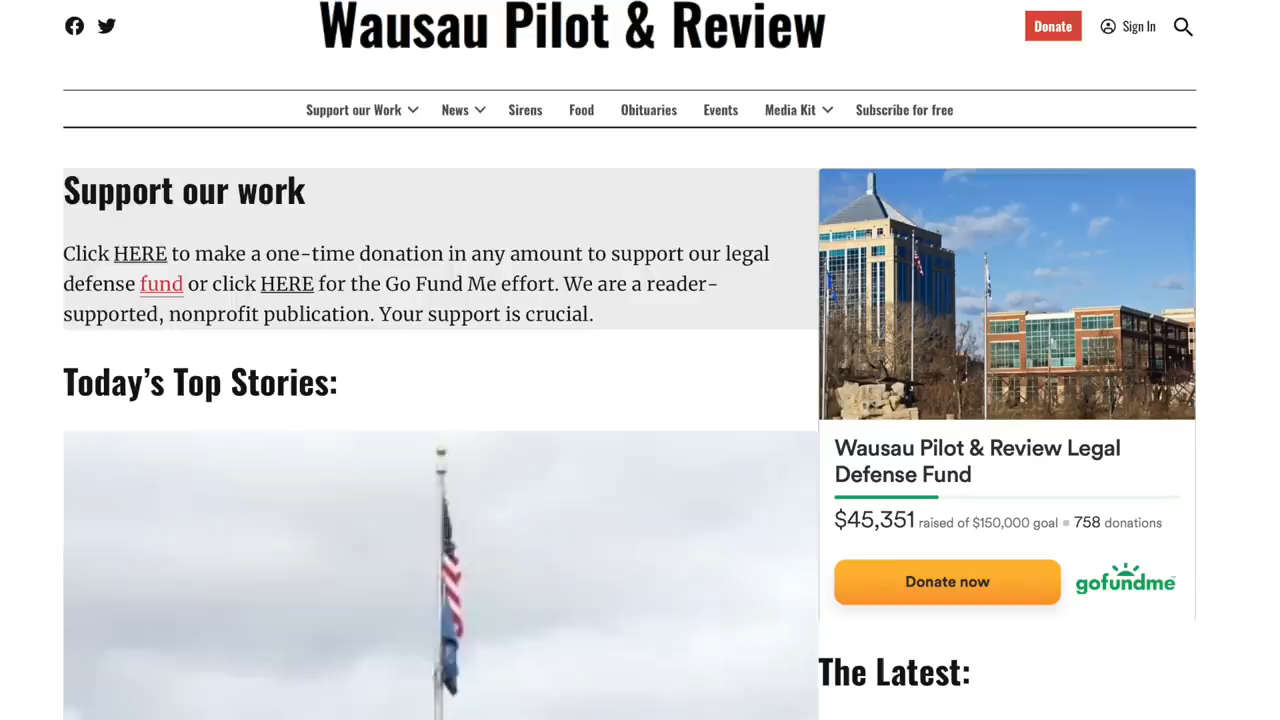 Wausau Pilot & Review
Donate
Sign In
Support our Work
News
Sirens
Food
Obituaries
Events
Media Kit
Subscribe for free
Support our work
Click HERE to make a one-time donation in any amount to support our legal
defense fund or click HERE for the Go Fund Me effort. We are a reader-
supported, nonprofit publication. Your support is crucial.
Today’s Top Stories:
Wausau Pilot & Review Legal
Defense Fund
$45,351 raised of $150,000 goal 758 donations
Donate now
gofundme
The Latest: